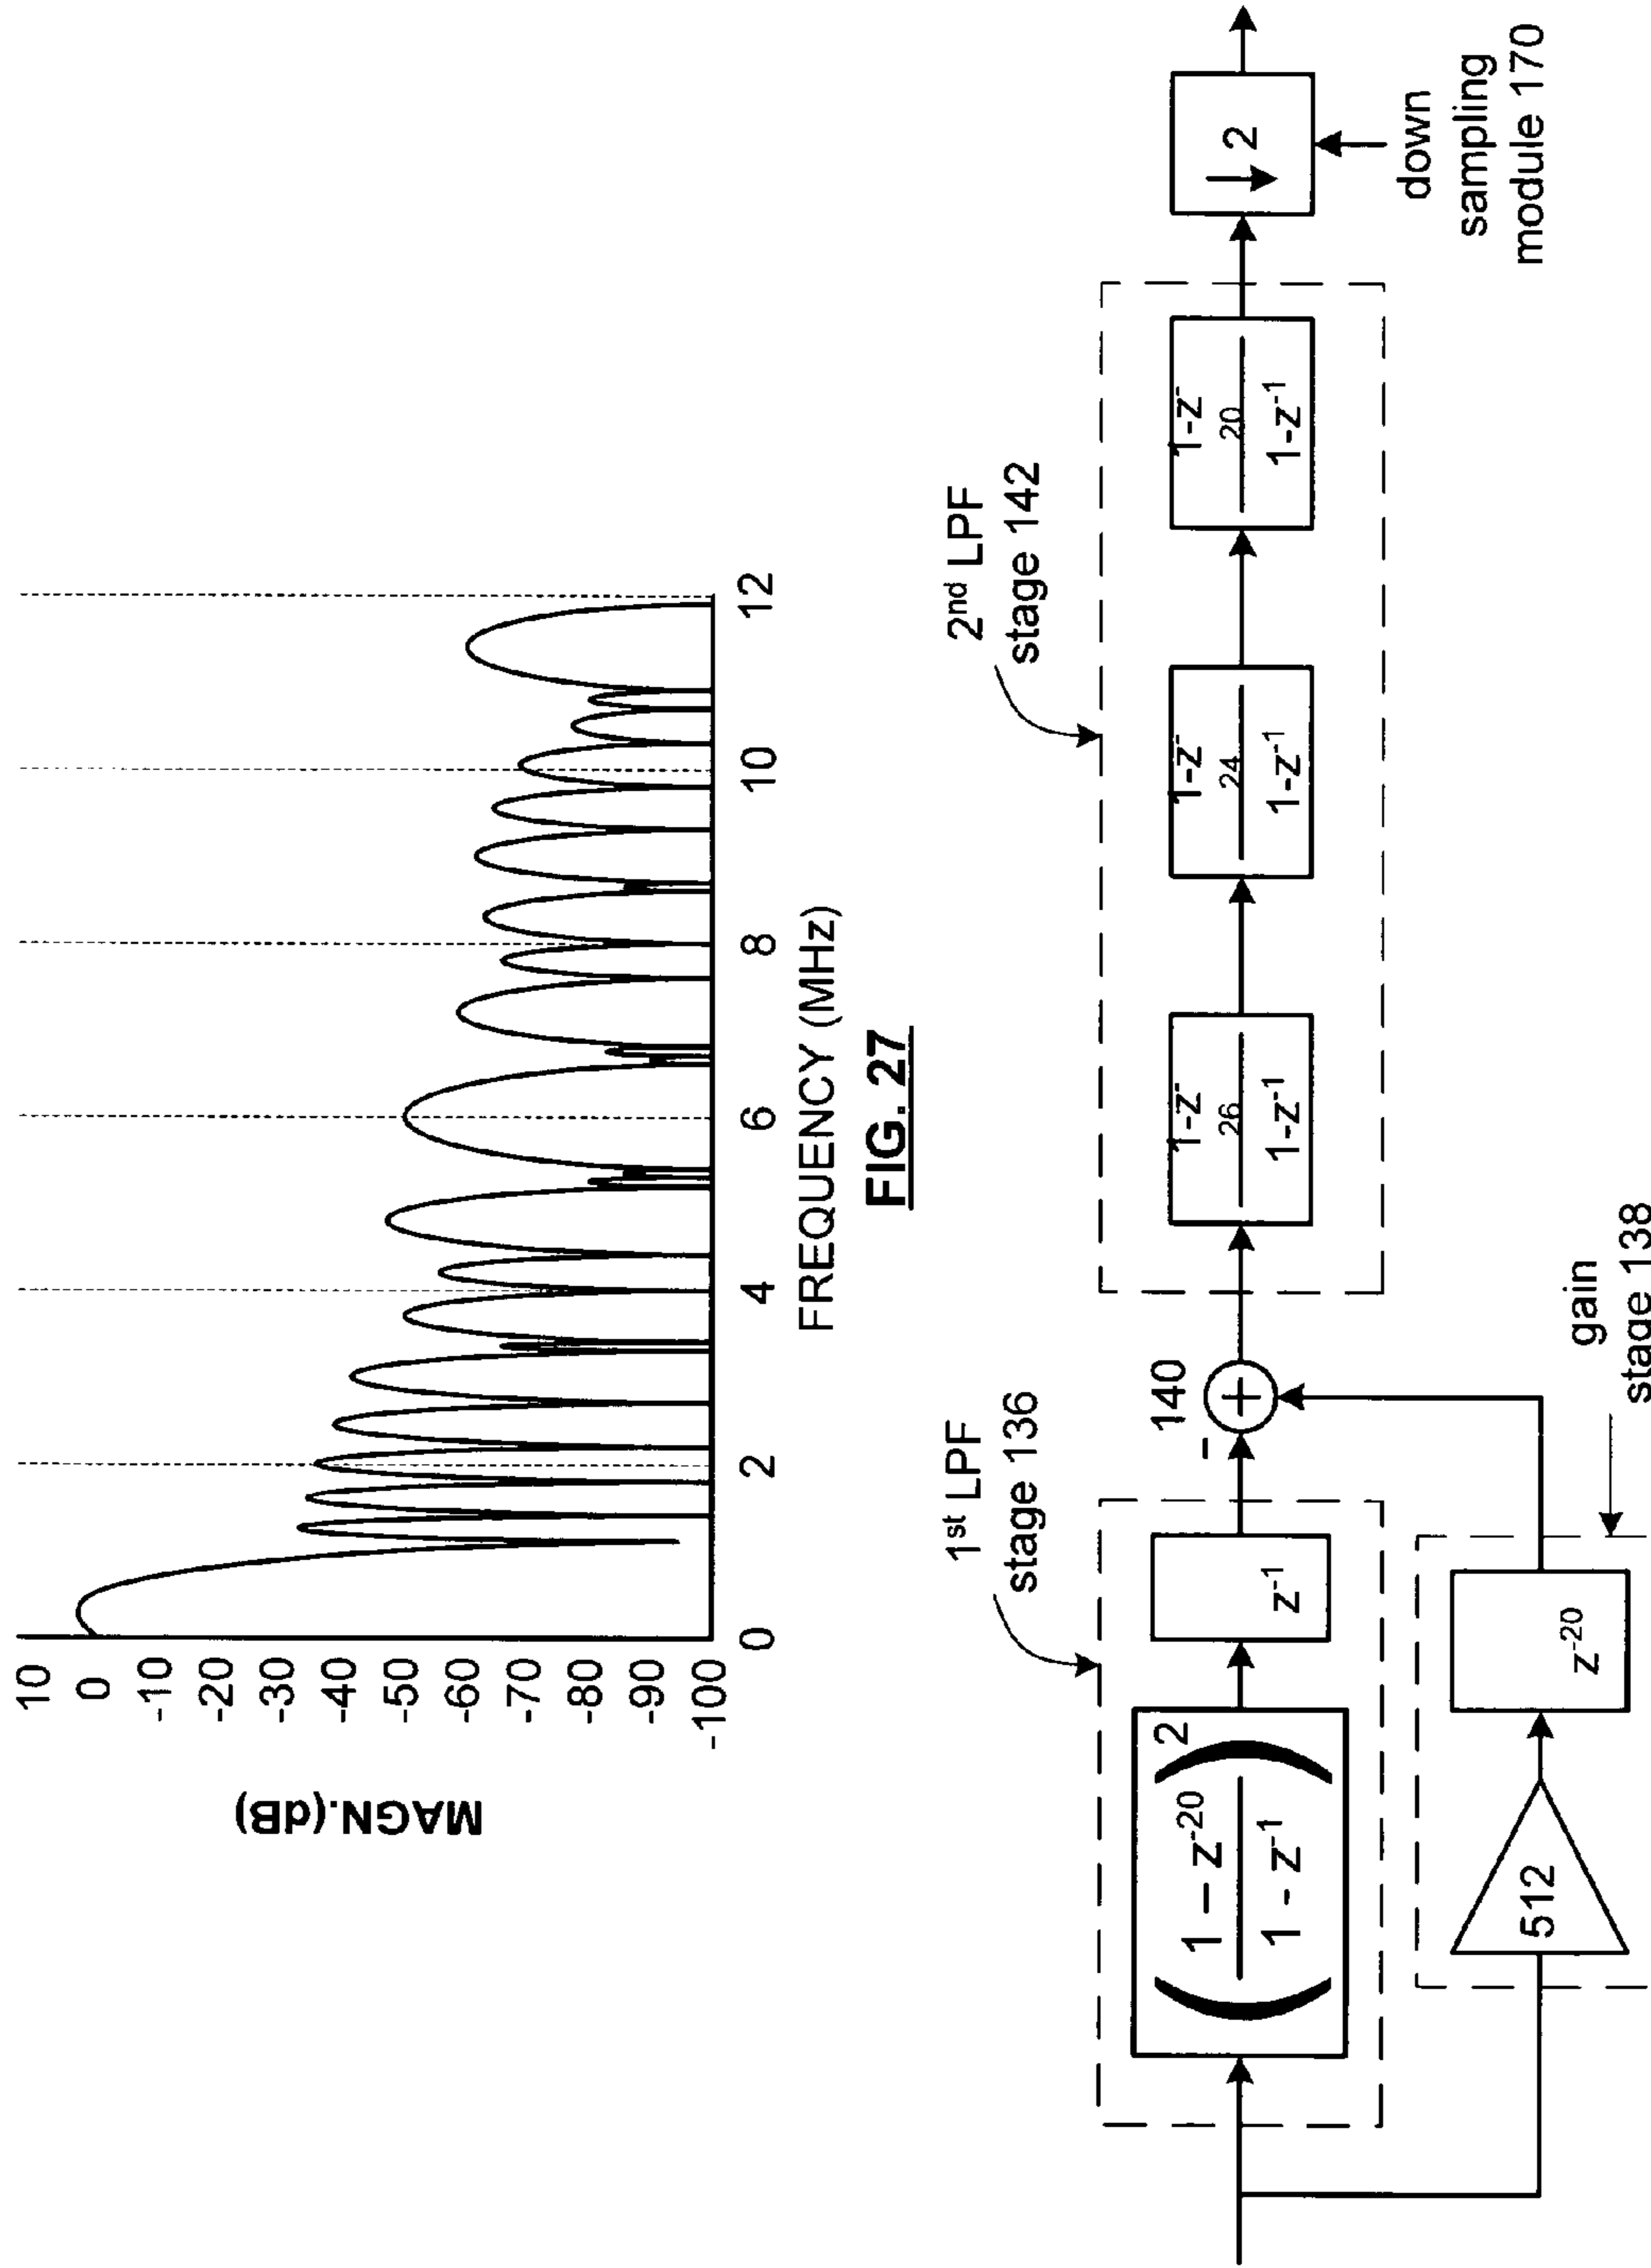 MAGN.(dB)
10
0
-10
-20
-30
-40
-50
-60
-70
-80
-90
-100
0
2
4
6
8
10
12
FREQUENCY (MHz)
FIG. 27
1st LPF
stage 136
2nd LPF
stage 142
(1 – z-20 / 1 - z-1)2
z-1
-
140
+
1-z-
26
1-z-1
1-z-
24
1-z-1
1-z-
20
1-z-1
↓ 2
down
sampling
module 170
512
z-20
gain
stage 138